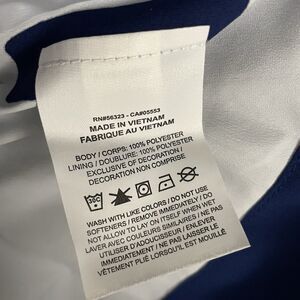 RN#56323 - CA#05553
MADE IN VIETNAM
FABRIQUE AU VIETNAM
BODY / CORPS: 100% POLYESTER
LINING / DOUBLURE: 100% POLYESTER
EXCLUSIVE OF DECORATION /
DECORATION NON COMPRISE
WASH WITH LIKE COLORS / DO NOT USE
SOFTENERS / REMOVE IMMEDIATELY / DO
NOT ALLOW TO LAY ON ITSELF WHEN WET
LAVER AVEC COULEURS SIMILAIRES / NE PAS
UTILISER D'ADOUCISSEUR / ENLEVER
IMMÉDIATEMENT / NE PAS LAISSER LE
VÊTEMENT PLIÉ LORSQU'IL EST MOUILLÉ